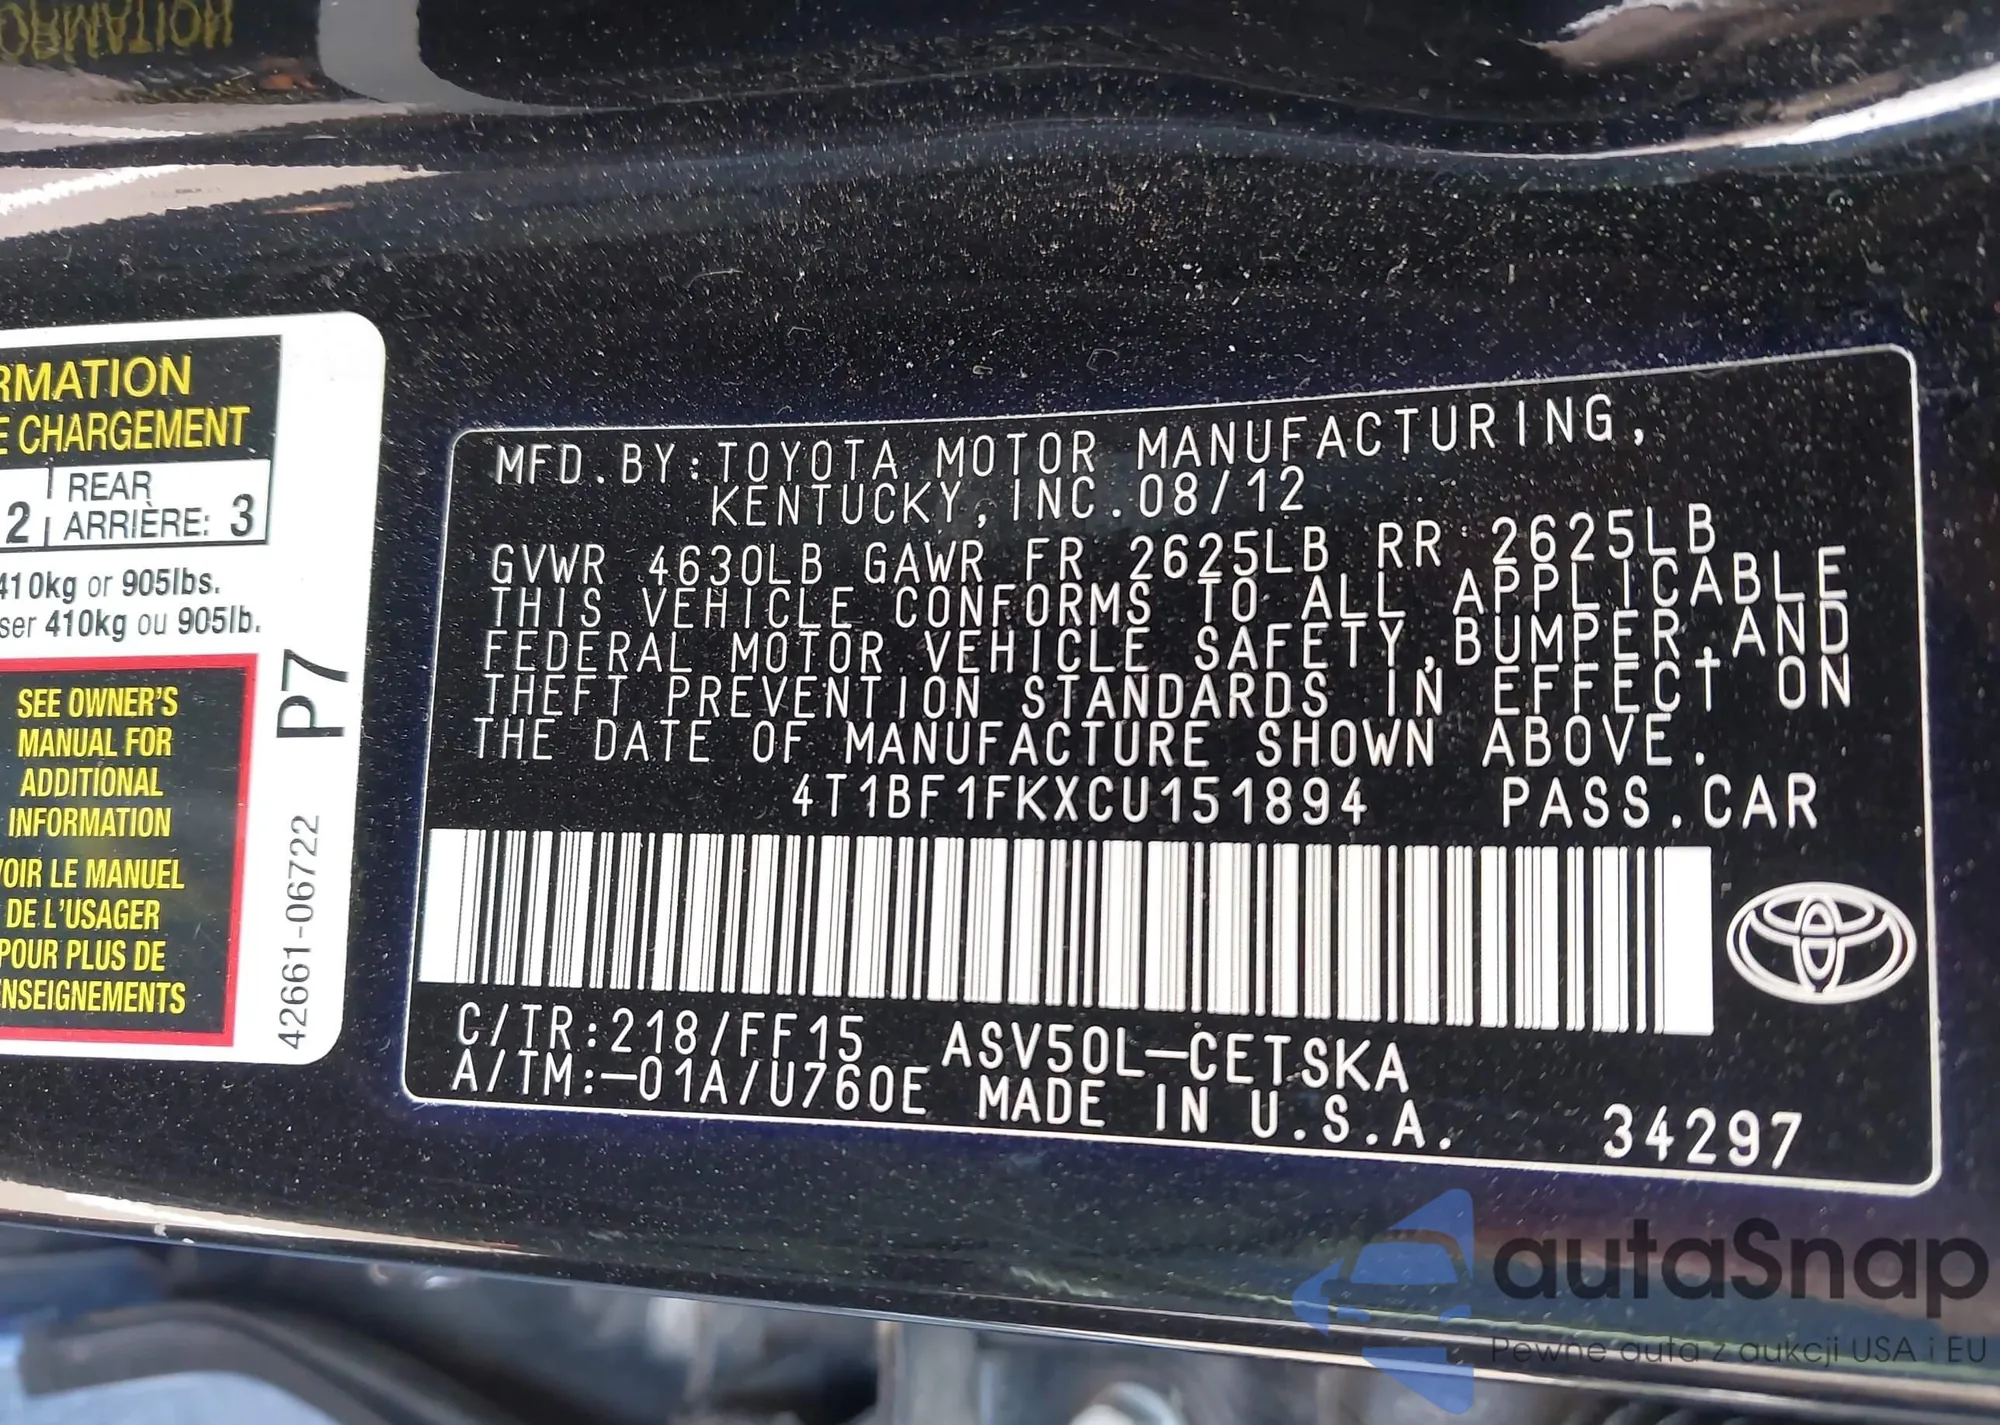 RMATION
E CHARGEMENT
2
REAR
ARRIÈRE: 3
410kg or 905lbs.
ser 410kg ou 905lb.
SEE OWNER'S
MANUAL FOR
ADDITIONAL
INFORMATION
VOIR LE MANUEL
DE L'USAGER
POUR PLUS DE
ENSEIGNEMENTS
P7
42661-06722
MFD. BY:TOYOTA MOTOR MANUFACTURING,
KENTUCKY, INC. 08/12
GVWR 4630LB GAWR FR 2625LB RR 2625LB
THIS VEHICLE CONFORMS TO ALL APPLICABLE
FEDERAL MOTOR VEHICLE SAFETY, BUMPER, AND
THEFT PREVENTION STANDARDS IN EFFECT ON
THE DATE OF MANUFACTURE SHOWN ABOVE.
4T1BF1FKXCU151894 PASS.CAR
C/TR:218/FF15 ASV50L-CETSKA
A/TM:-01A/U760E MADE IN U.S.A. 34297
autaSnap
Pewne auta z aukcji USA i EU